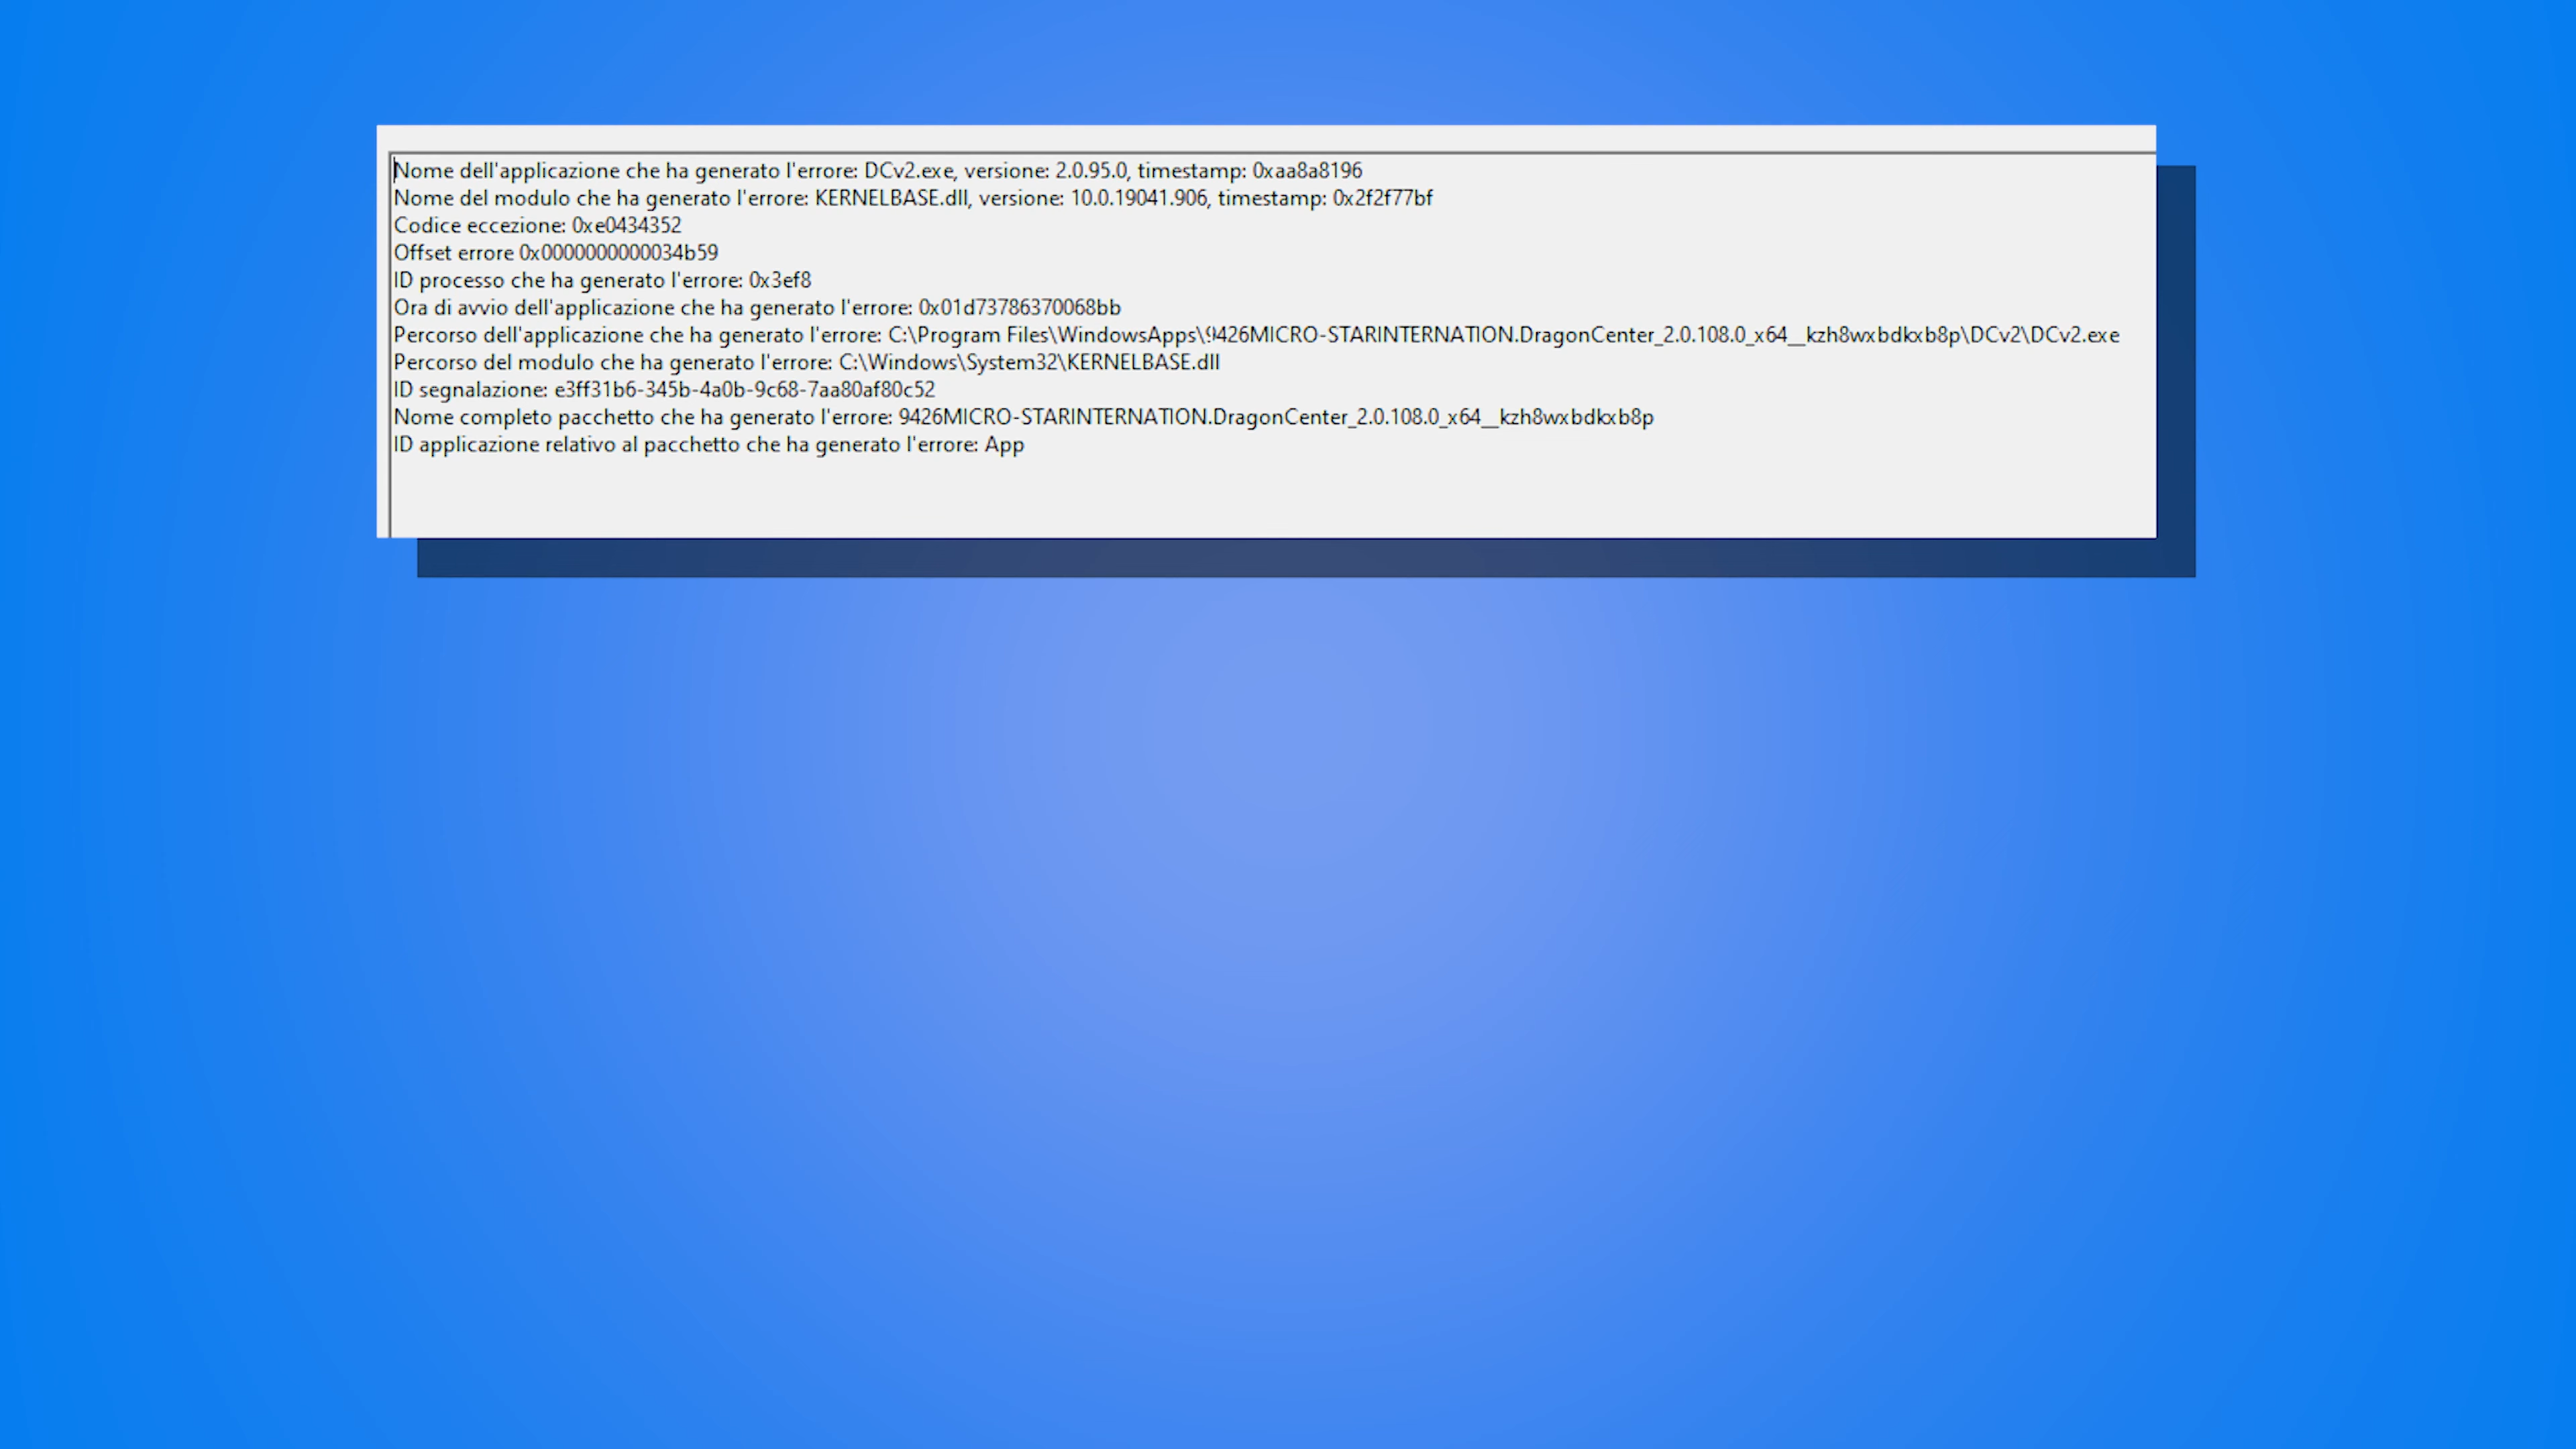 Nome dell'applicazione che ha generato l'errore: DCv2.exe, versione: 2.0.95.0, timestamp: 0xaa8a8196
Nome del modulo che ha generato l'errore: KERNELBASE.dll, versione: 10.0.19041.906, timestamp: 0x2f2f77bf
Codice eccezione: 0xe0434352
Offset errore 0x0000000000034b59
ID processo che ha generato l'errore: 0x3ef8
Ora di avvio dell'applicazione che ha generato l'errore: 0x01d73786370068bb
Percorso dell'applicazione che ha generato l'errore: C:\Program Files\WindowsApps\9426MICRO-STARINTERNATION.DragonCenter_2.0.108.0_x64__kzh8wxbdkxb8p\DCv2\DCv2.exe
Percorso del modulo che ha generato l'errore: C:\Windows\System32\KERNELBASE.dll
ID segnalazione: e3ff31b6-345b-4a0b-9c68-7aa80af80c52
Nome completo pacchetto che ha generato l'errore: 9426MICRO-STARINTERNATION.DragonCenter_2.0.108.0_x64__kzh8wxbdkxb8p
ID applicazione relativo al pacchetto che ha generato l'errore: App